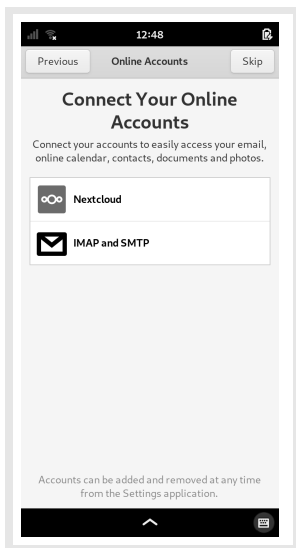 12:48
Previous
Online Accounts
Skip
Connect Your Online
Accounts
Connect your accounts to easily access your email,
online calendar, contacts, documents and photos.
Nextcloud
IMAP and SMTP
Accounts can be added and removed at any time
from the Settings application.